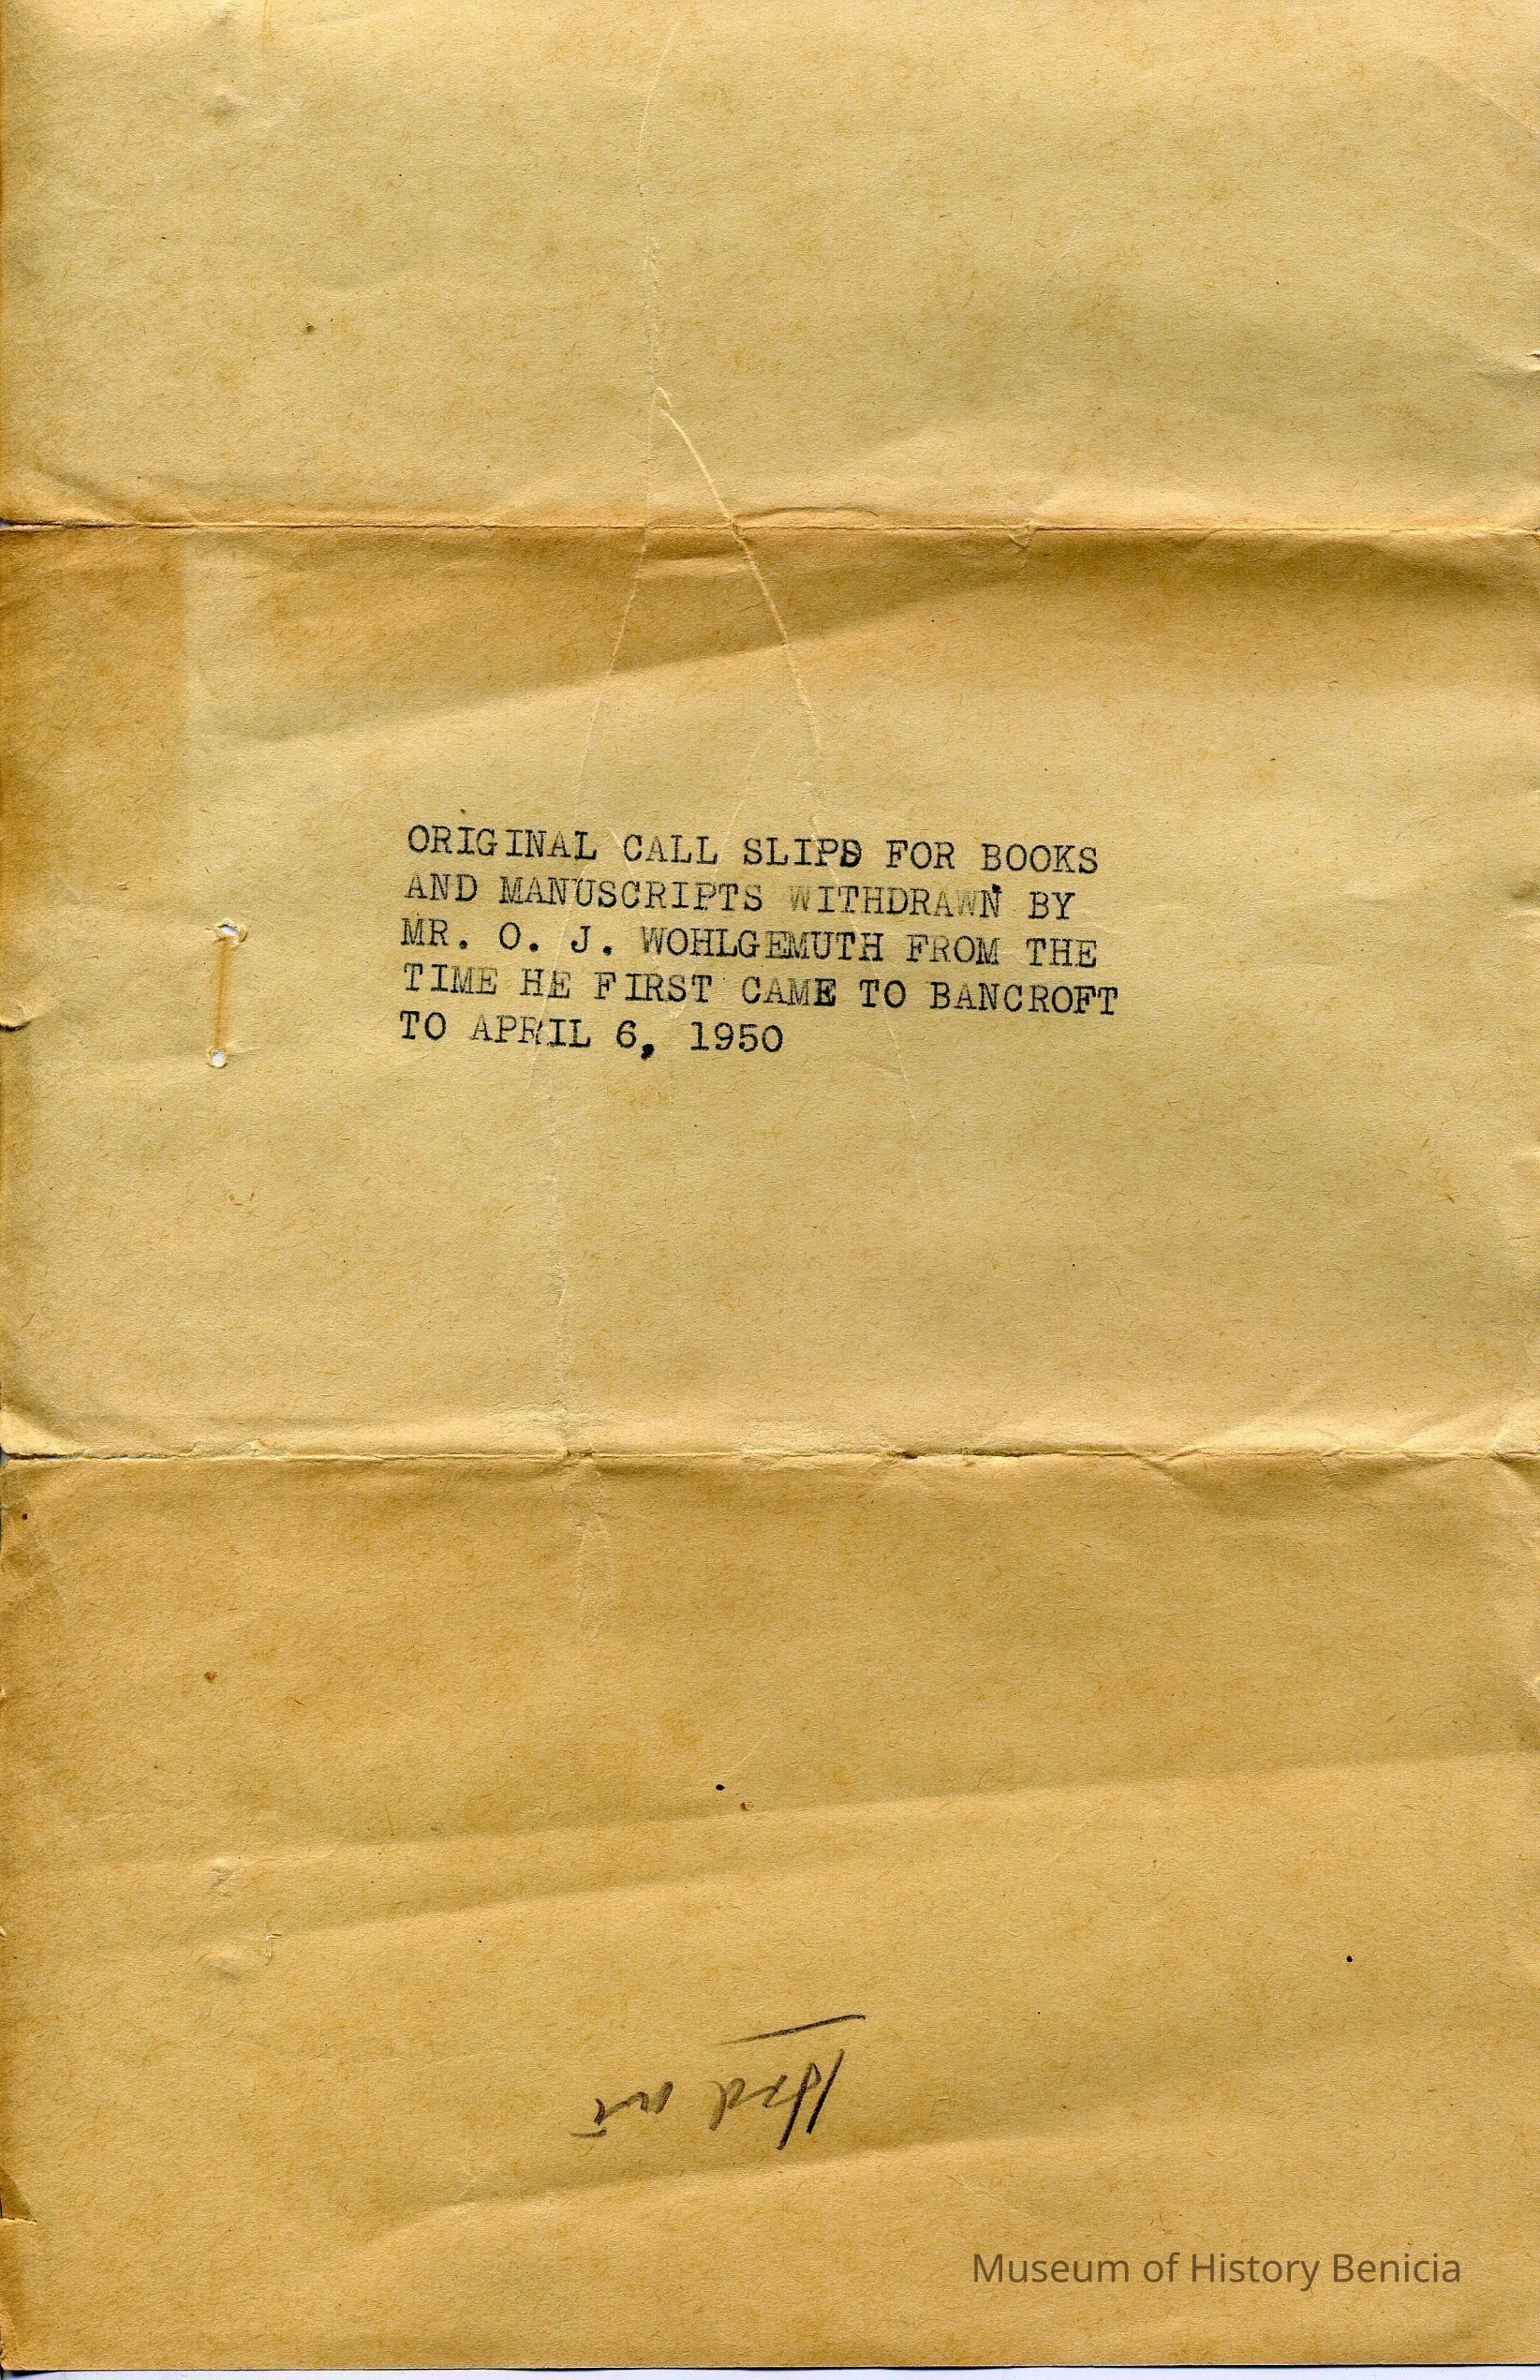 ORIGINAL CALL SLIPS FOR BOOKS
AND MANUSCRIPTS WITHDRAWN BY
MR. O. J. WOHLGEMUTH FROM THE
TIME HE FIRST CAME TO BANCROFT
TO APRIL 6, 1950
Museum of History Benicia